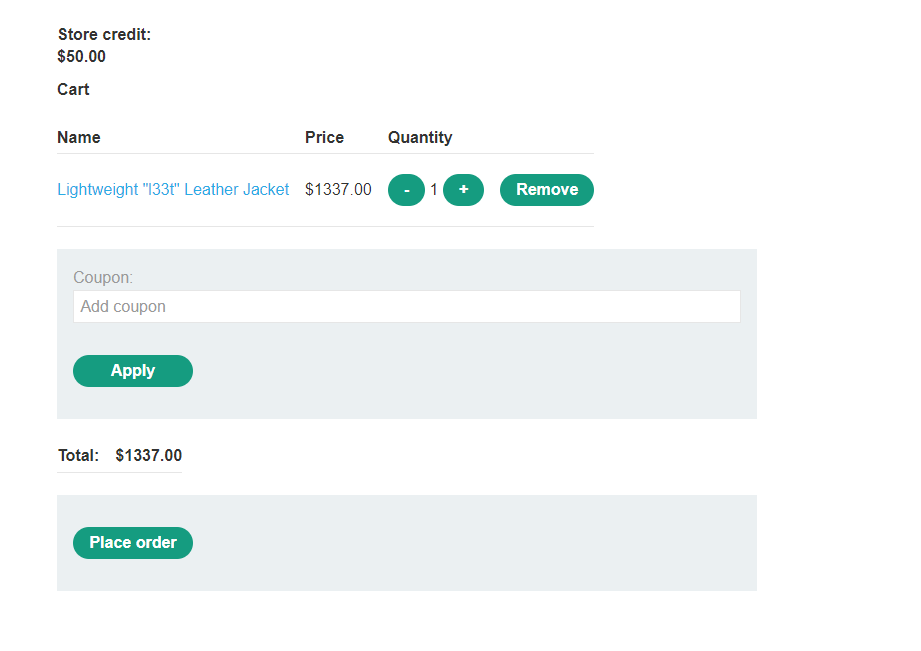 Store credit:
$50.00
Cart
Name Price Quantity
Lightweight "l33t" Leather Jacket $1337.00 - 1 + Remove
Coupon:
Add coupon
Apply
Total: $1337.00
Place order